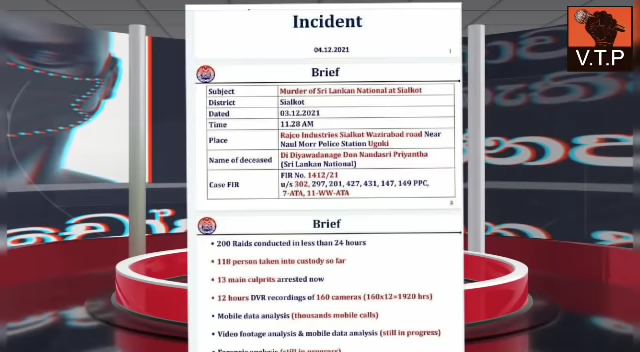 Incident
04.12.2021
1
Brief
Subject Murder of Sri Lankan National at Sialkot
District Sialkot
Dated 03.12.2021
Time 11.28 AM
Place Rajco Industries Sialkot Wazirabad road Near
Naul Morr Police Station Ugoki
Name of deceased Di Diyawadanage Don Nandasri Priyantha
(Sri Lankan National)
Case FIR FIR No. 1412/21
u/s 302, 297, 201, 427, 431, 147, 149 PPC,
7-ATA, 11-WW-ATA
Brief
• 200 Raids conducted in less than 24 hours
• 118 person taken into custody so far
• 13 main culprits arrested now
• 12 hours DVR recordings of 160 cameras (160x12=1920 hrs)
• Mobile data analysis (thousands mobile calls)
• Video footage analysis & mobile data analysis (still in progress)
V.T.P